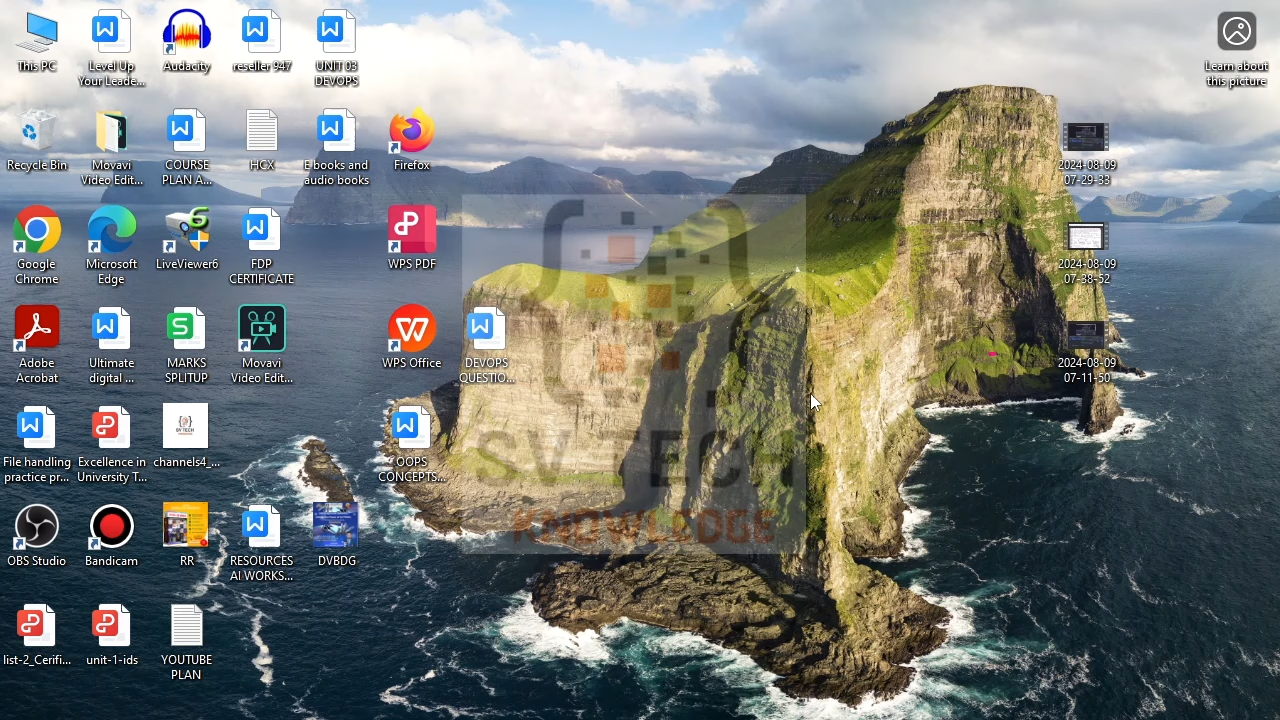 This PC
Level Up
Your Leade...
Audacity
reseller 947
UNIT 03
DEVOPS
Learn about
this picture
Recycle Bin
Movavi
Video Edit...
COURSE
PLAN A...
HCX
E books and
audio books
Firefox
2024-08-09
07-29-33
Google
Chrome
Microsoft
Edge
LiveViewer6
FDP
CERTIFICATE
WPS PDF
2024-08-09
07-38-52
Adobe
Acrobat
Ultimate
digital ...
MARKS
SPLITUP
Movavi
Video Edit...
WPS Office
DEVOPS
QUESTIO...
2024-08-09
07-11-50
File handling
practice pr...
Excellence in
University T...
channels4_...
OOPS
CONCEPTS...
SV TECH
KNOWLEDGE
OBS Studio
Bandicam
RR
RESOURCES
AI WORKS...
DVBDG
list-2_Cerifi...
unit-1-ids
YOUTUBE
PLAN